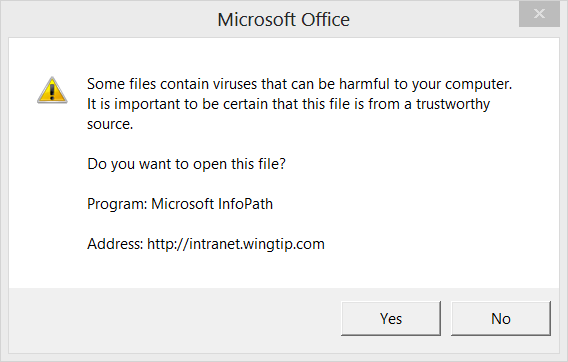 Microsoft Office
Some files contain viruses that can be harmful to your computer.
It is important to be certain that this file is from a trustworthy
source.
Do you want to open this file?
Program: Microsoft InfoPath
Address: http://intranet.wingtip.com
Yes
No